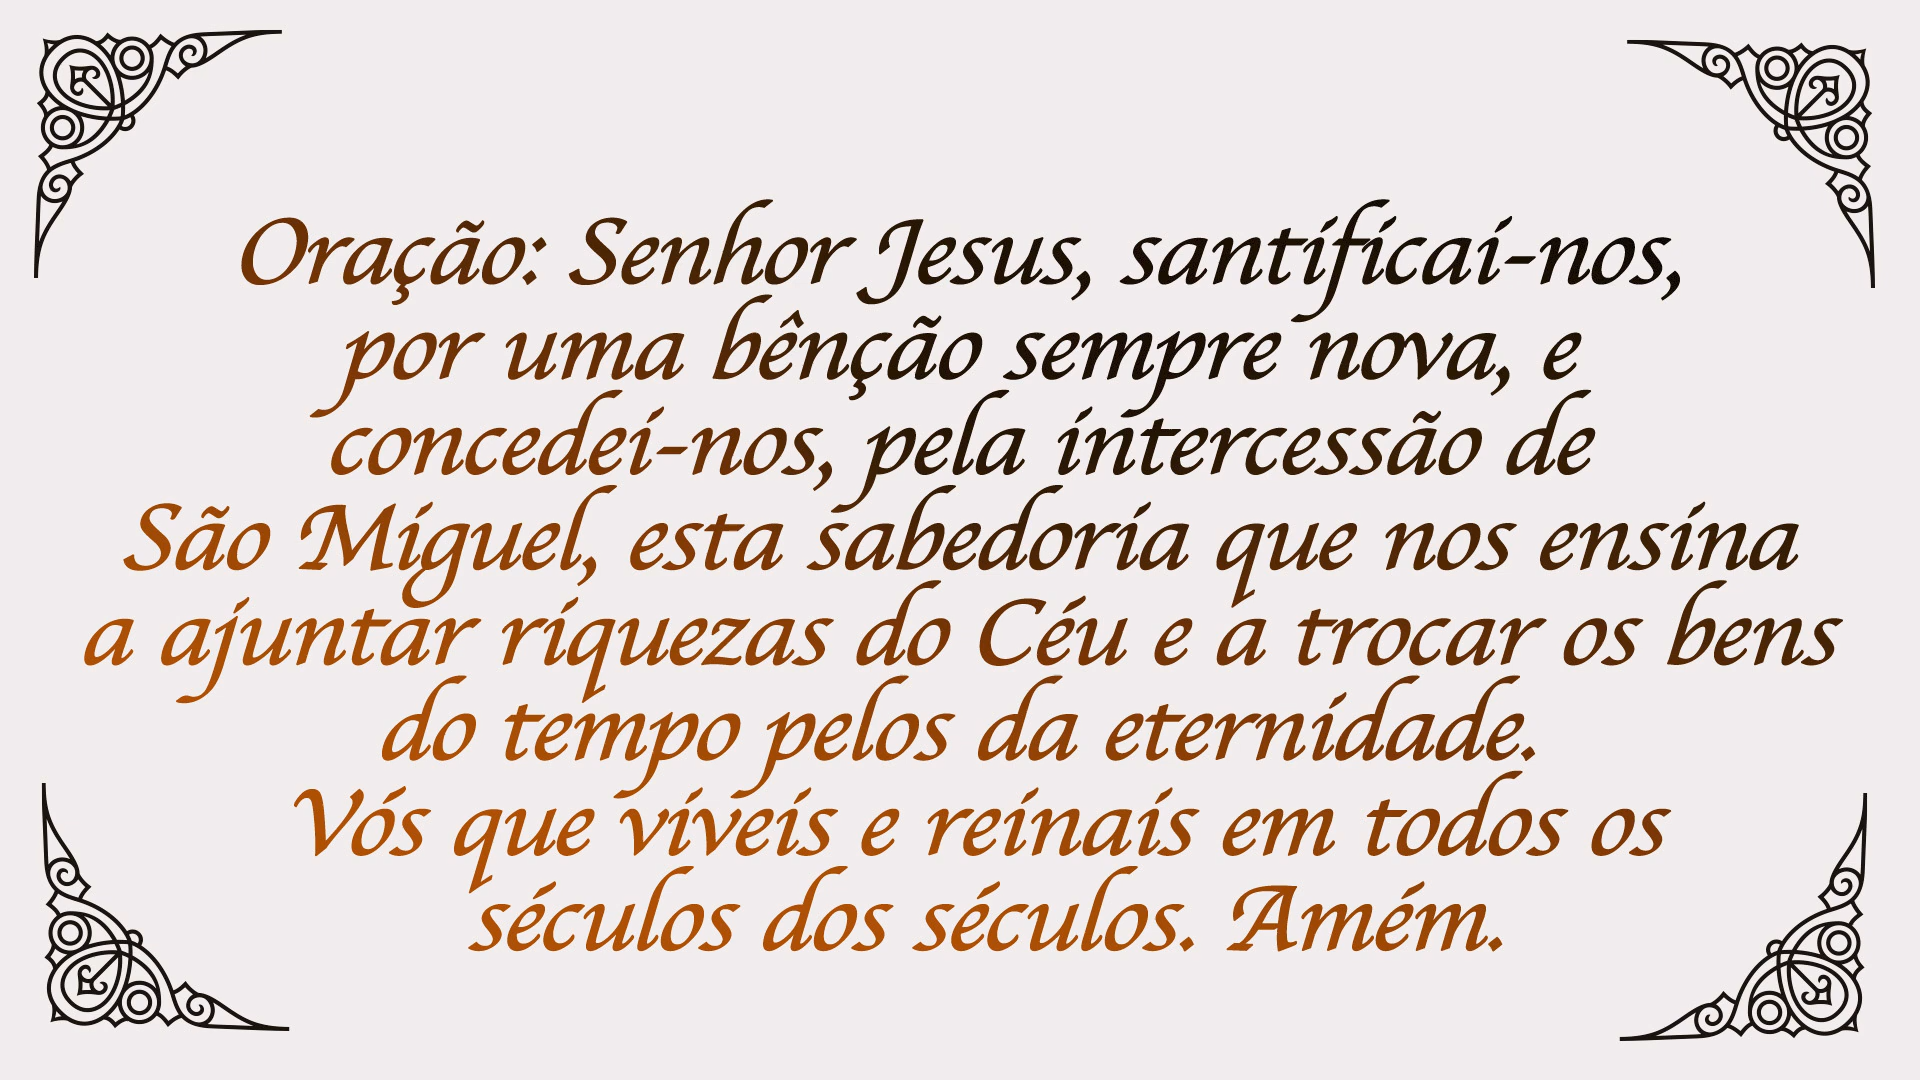 Oração: Senhor Jesus, santificai-nos,
por uma bênção sempre nova, e
concedei-nos, pela intercessão de
São Miguel, esta sabedoria que nos ensina
a ajuntar riquezas do Céu e a trocar os bens
do tempo pelos da eternidade.
Vós que viveis e reinais em todos os
séculos dos séculos. Amém.